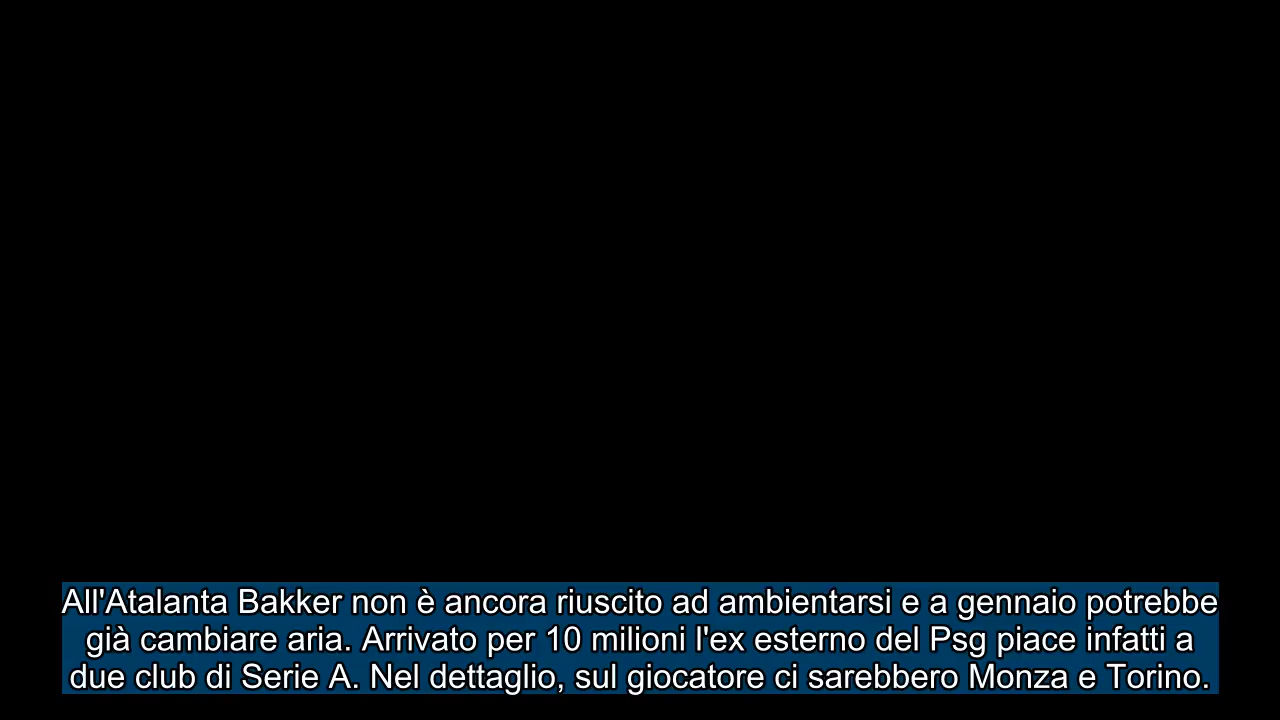 All'Atalanta Bakker non è ancora riuscito ad ambientarsi e a gennaio potrebbe
già cambiare aria. Arrivato per 10 milioni l'ex esterno del Psg piace infatti a
due club di Serie A. Nel dettaglio, sul giocatore ci sarebbero Monza e Torino.